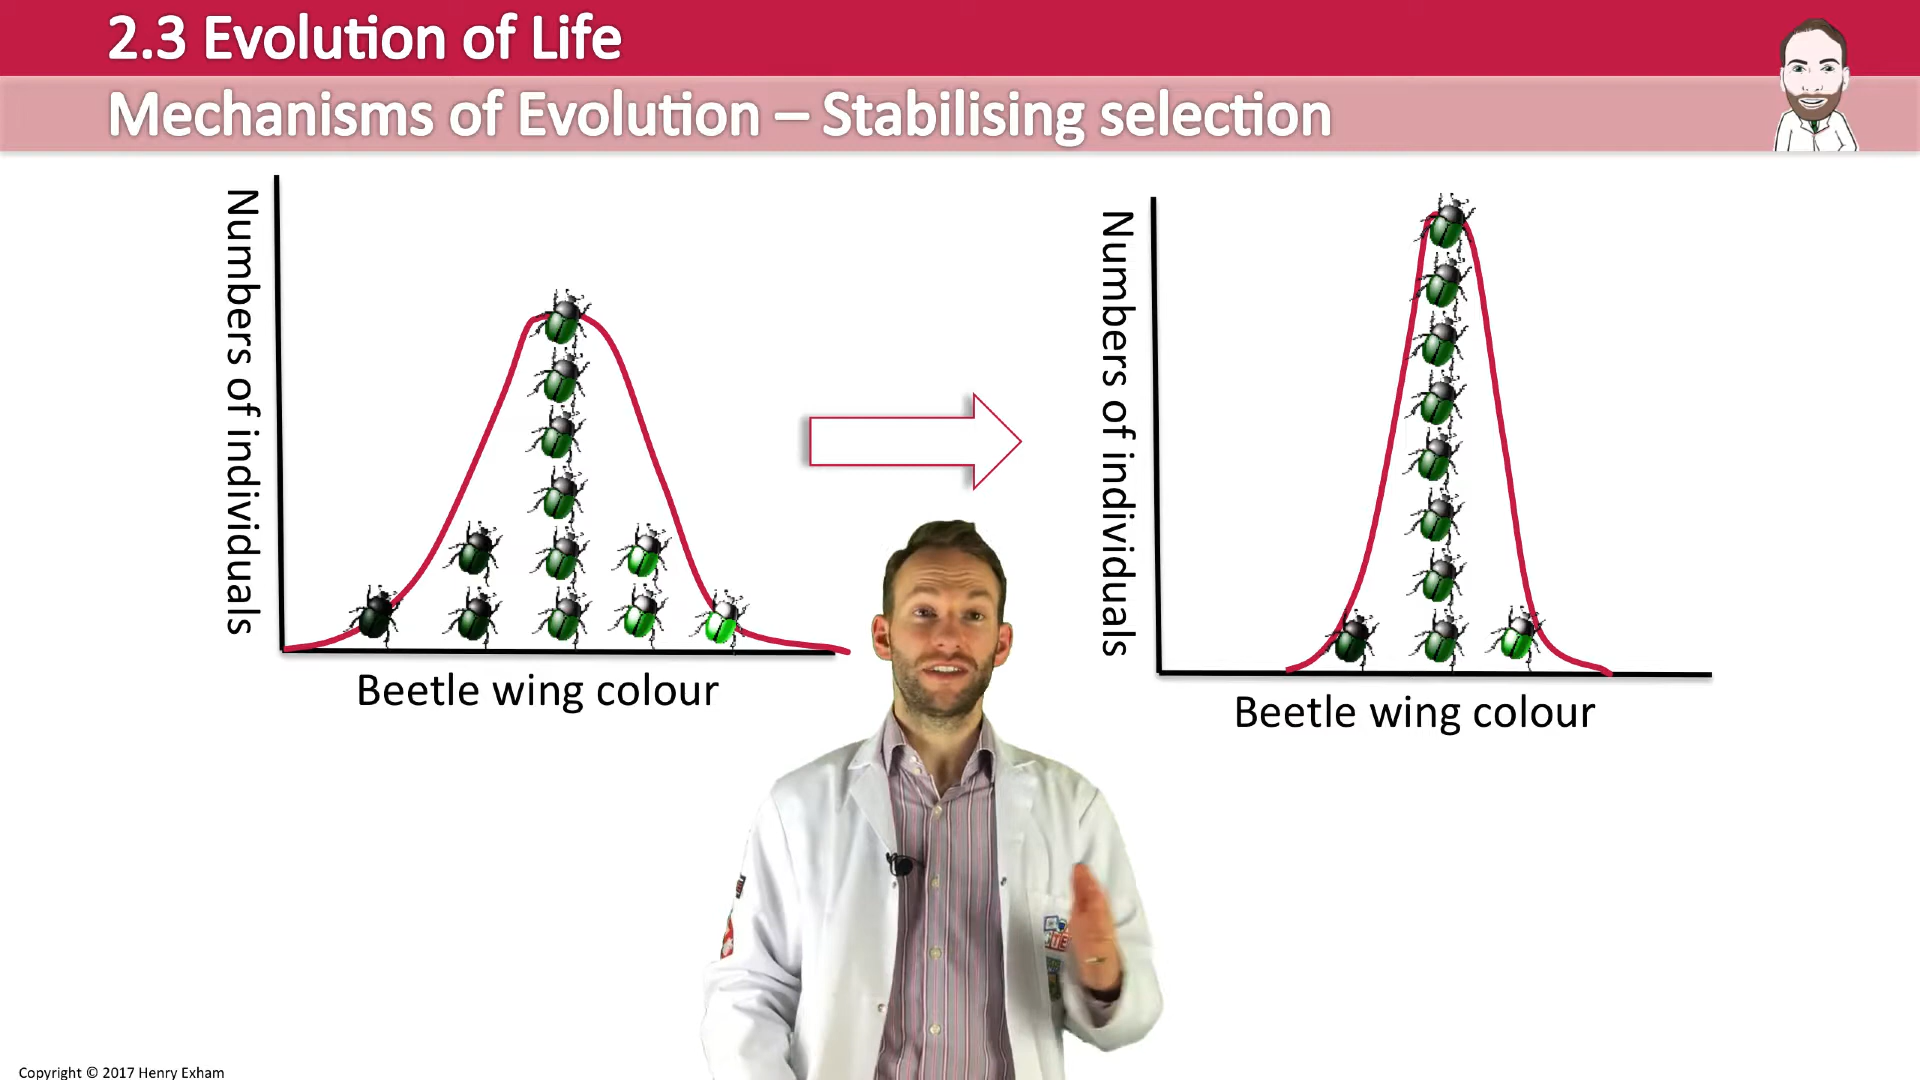 2.3 Evolution of Life
Mechanisms of Evolution – Stabilising selection
Numbers of individuals
Beetle wing colour
Numbers of individuals
Beetle wing colour
Copyright © 2017 Henry Exham